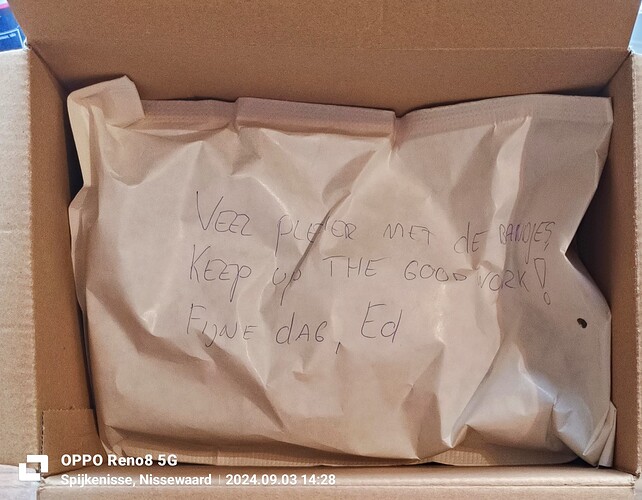 VEEL PLEZIER MET DE BANDJES,
KEEP UP THE GOOD WORK!
FIJNE DAG, Ed
OPPO Reno8 5G
Spijkenisse, Nissewaard | 2024.09.03 14:28